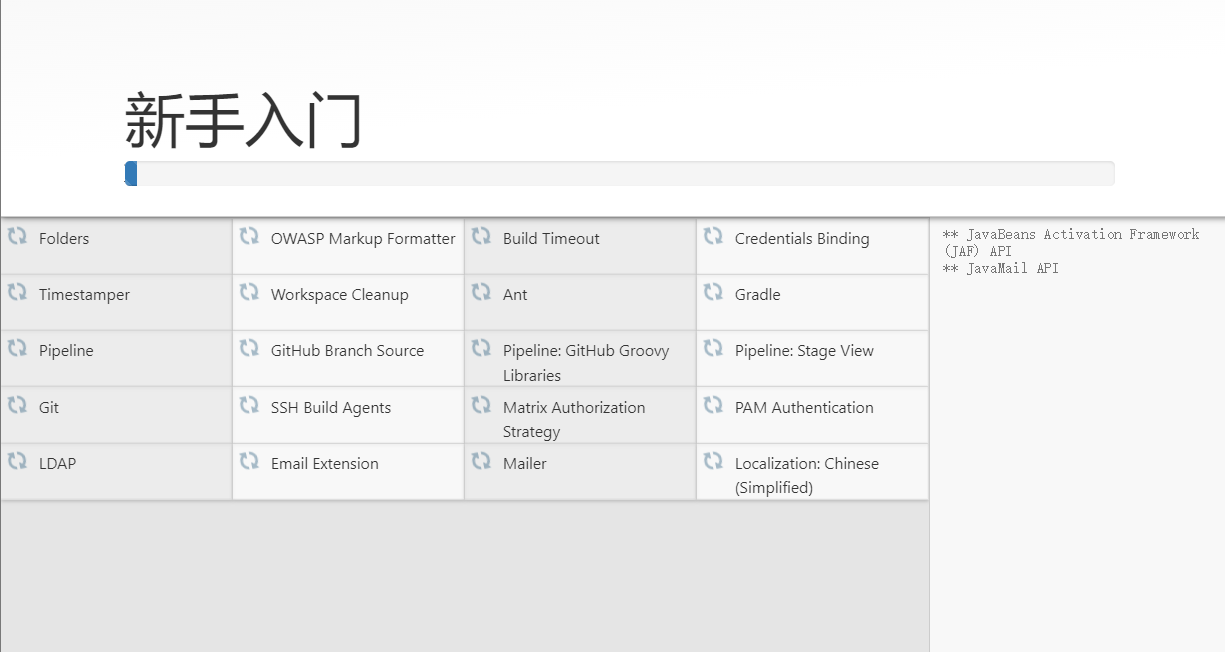 新手入门
Folders
OWASP Markup Formatter
Build Timeout
Credentials Binding
** JavaBeans Activation Framework
(JAF) API
** JavaMail API
Timestamper
Workspace Cleanup
Ant
Gradle
Pipeline
GitHub Branch Source
Pipeline: GitHub Groovy
Libraries
Pipeline: Stage View
Git
SSH Build Agents
Matrix Authorization
Strategy
PAM Authentication
LDAP
Email Extension
Mailer
Localization: Chinese
(Simplified)